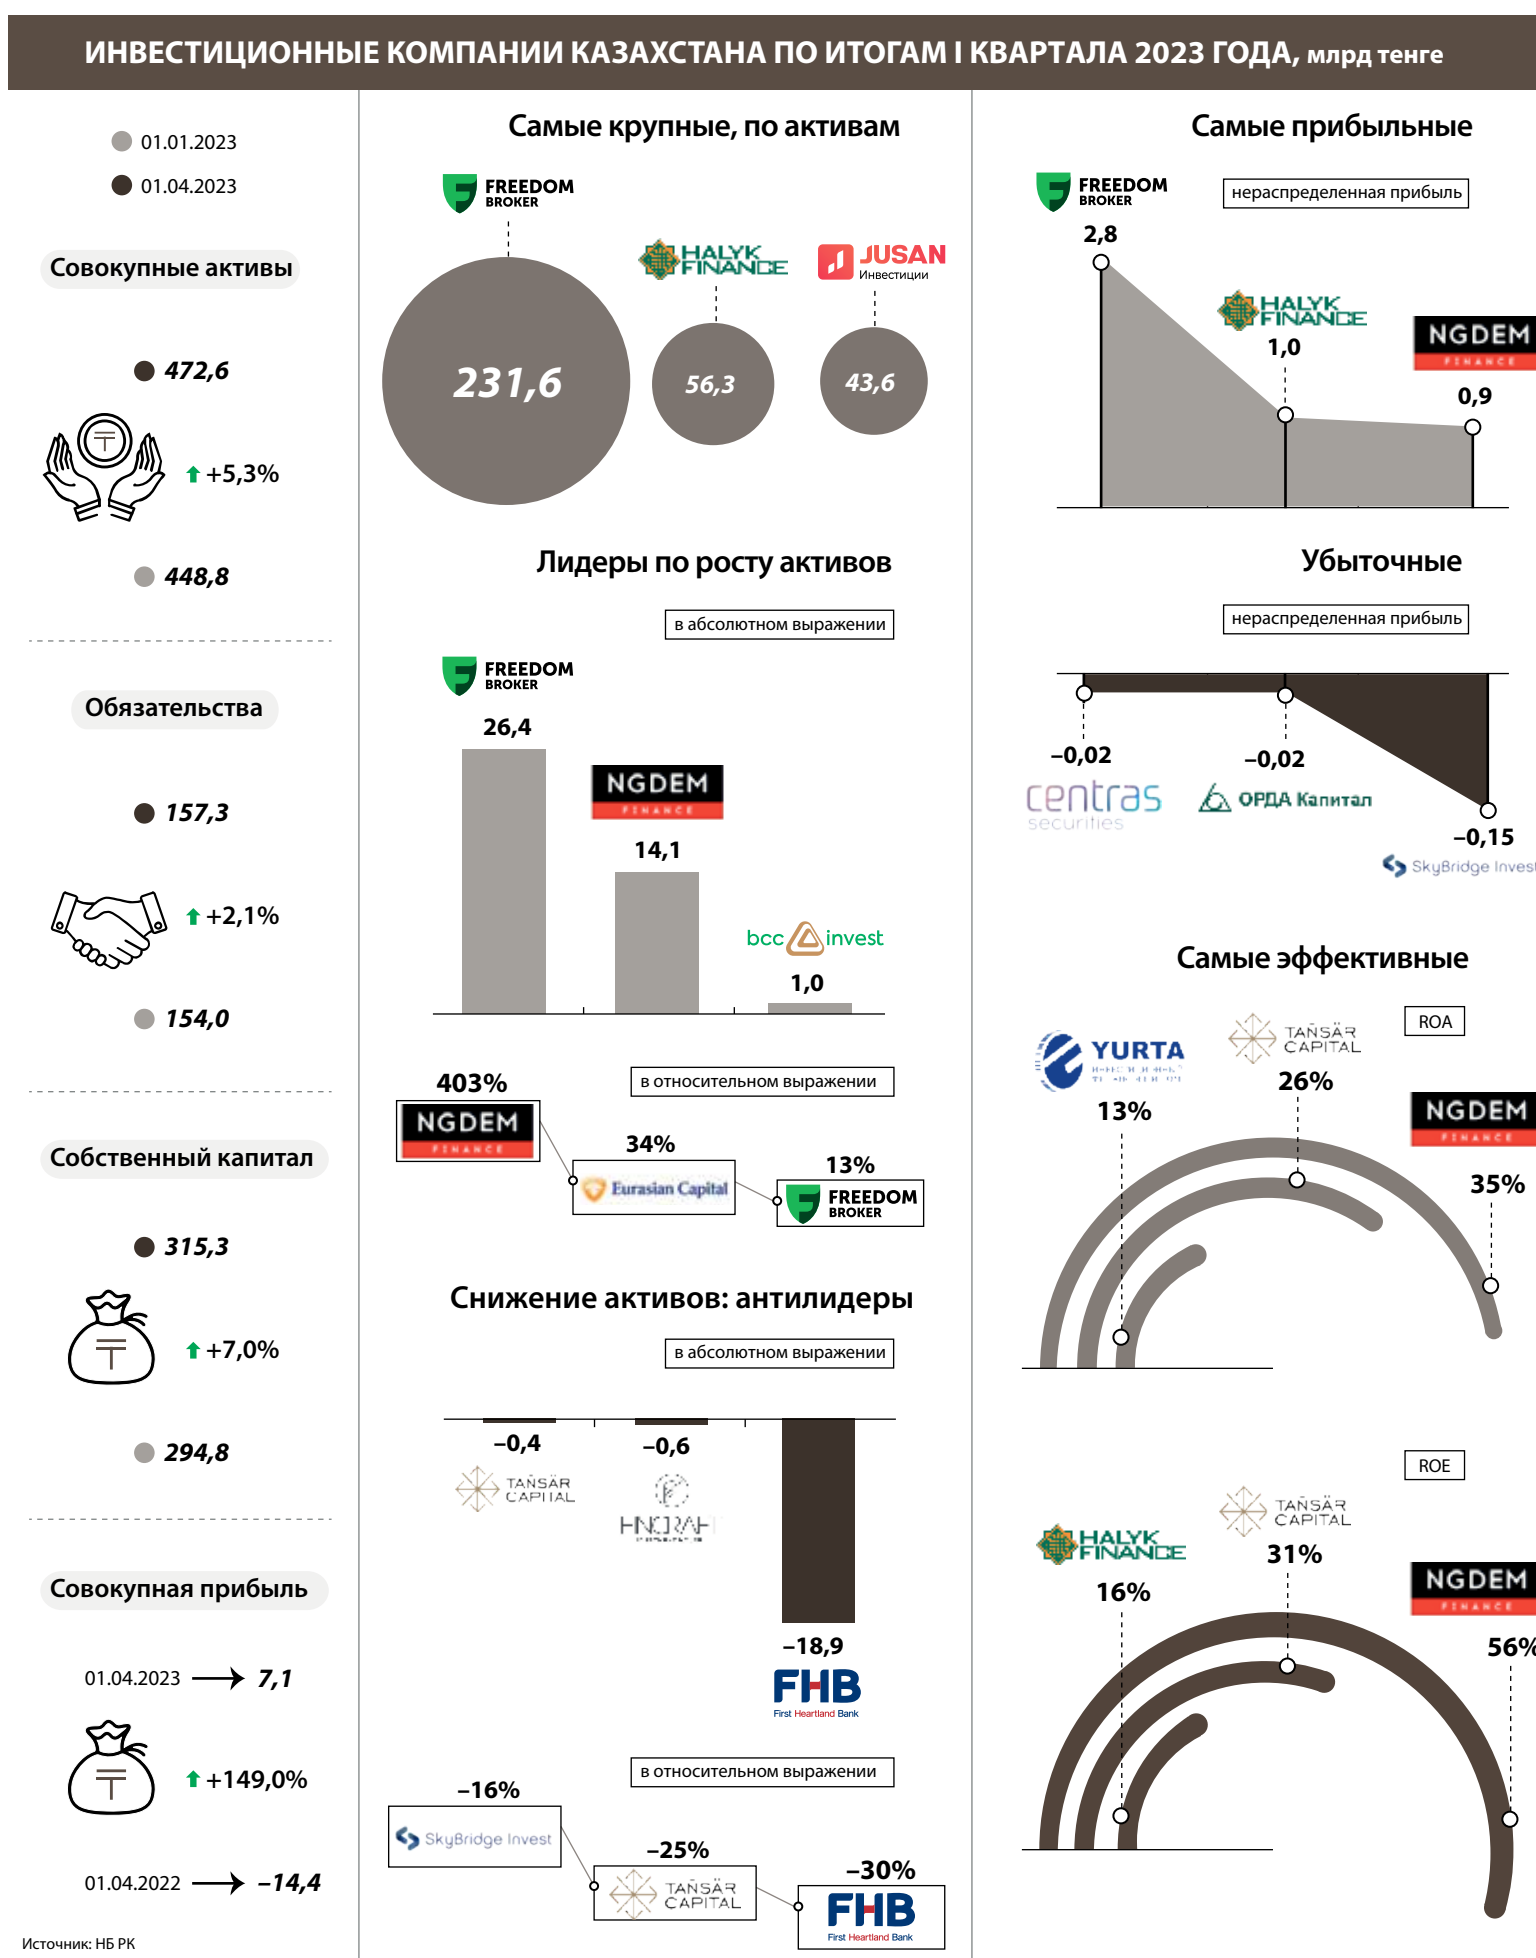 ИНВЕСТИЦИОННЫЕ КОМПАНИИ КАЗАХСТАНА ПО ИТОГАМ I КВАРТАЛА 2023 ГОДА, млрд тенге
01.01.2023
01.04.2023
Совокупные активы
472,6
+5,3%
448,8
Обязательства
157,3
+2,1%
154,0
Собственный капитал
315,3
+7,0%
294,8
Совокупная прибыль
01.04.2023
7,1
+149,0%
01.04.2022
–14,4
Источник: НБ РК
Самые крупные, по активам
FREEDOM
BROKER
HALYK
FINANCE
JUSAN
Инвестиции
231,6
56,3
43,6
Лидеры по росту активов
в абсолютном выражении
FREEDOM
BROKER
26,4
NGDEM
FINANCE
14,1
bcc invest
1,0
в относительном выражении
403%
NGDEM
FINANCE
34%
Eurasian Capital
13%
FREEDOM
BROKER
Снижение активов: антилидеры
в абсолютном выражении
–0,4
TAŃSÄR
CAPITAL
–0,6
–18,9
FHB
First Heartland Bank
в относительном выражении
–16%
SkyBridge Invest
–25%
TAŃSÄR
CAPITAL
–30%
FHB
First Heartland Bank
Самые прибыльные
нераспределенная прибыль
FREEDOM
BROKER
2,8
HALYK
FINANCE
1,0
NGDEM
FINANCE
0,9
Убыточные
нераспределенная прибыль
–0,02
centras
securities
–0,02
ОРДА Капитал
–0,15
SkyBridge Invest
Самые эффективные
ROA
YURTA
13%
TAŃSÄR
CAPITAL
26%
NGDEM
FINANCE
35%
ROE
HALYK
FINANCE
16%
TAŃSÄR
CAPITAL
31%
NGDEM
FINANCE
56%